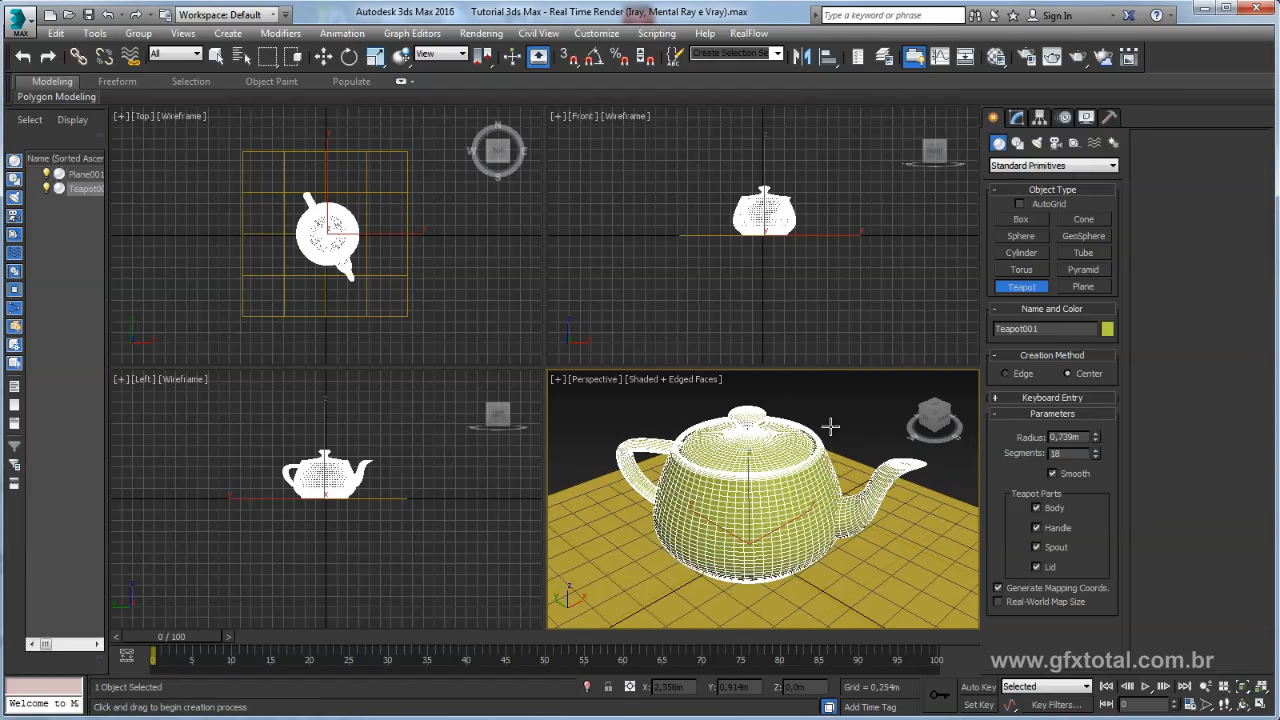 Autodesk 3ds Max 2016 Tutorial 3ds Max - Real Time Render (Iray, Mental Ray e Vray).max
MAX
Workspace: Default
Type a keyword or phrase
Sign In
Edit Tools Group Views Create Modifiers Animation Graph Editors Rendering Civil View Customize Scripting Help RealFlow
All
View
Create Selection Se
Modeling Freeform Selection Object Paint Populate
Polygon Modeling
Select Display
Name (Sorted Ascen
Plane001
Teapot00
[+] [Top] [Wireframe]
N
W E
S
TOP
[+] [Front] [Wireframe]
FRONT
[+] [Left] [Wireframe]
LEFT
[+] [Perspective] [Shaded + Edged Faces]
Standard Primitives
- Object Type
AutoGrid
Box Cone
Sphere GeoSphere
Cylinder Tube
Torus Pyramid
Teapot Plane
- Name and Color
Teapot001
- Creation Method
Edge Center
+ Keyboard Entry
- Parameters
Radius: 0,739m
Segments: 18
Smooth
Teapot Parts
Body
Handle
Spout
Lid
Generate Mapping Coords.
Real-World Map Size
< 0 / 100 >
0 5 10 15 20 25 30 35 40 45 50 55 60 65 70 75 80 85 90 95 100
www.gfxtotal.com.br
1 Object Selected
X: 2,356m Y: 0,914m Z: 0,0m Grid = 0,254m
Auto Key Selected
Welcome to M
Click and drag to begin creation process
Add Time Tag
Set Key Key Filters... 0